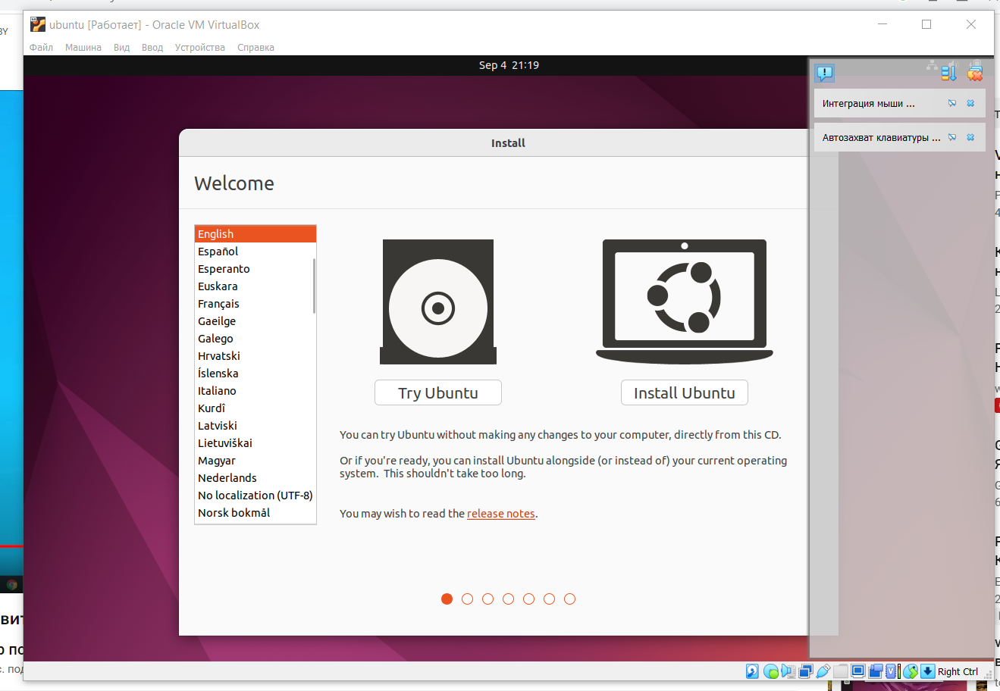 ubuntu [Работает] - Oracle VM VirtualBox
Файл Машина Вид Ввод Устройства Справка
Sep 4 21:19
Интеграция мыши ...
Автозахват клавиатуры ...
Install
Welcome
English
Español
Esperanto
Euskara
Français
Gaeilge
Galego
Hrvatski
Íslenska
Italiano
Kurdî
Latviski
Lietuviškai
Magyar
Nederlands
No localization (UTF-8)
Norsk bokmål
Try Ubuntu
Install Ubuntu
You can try Ubuntu without making any changes to your computer, directly from this CD.
Or if you're ready, you can install Ubuntu alongside (or instead of) your current operating
system. This shouldn't take too long.
You may wish to read the release notes.
Right Ctrl